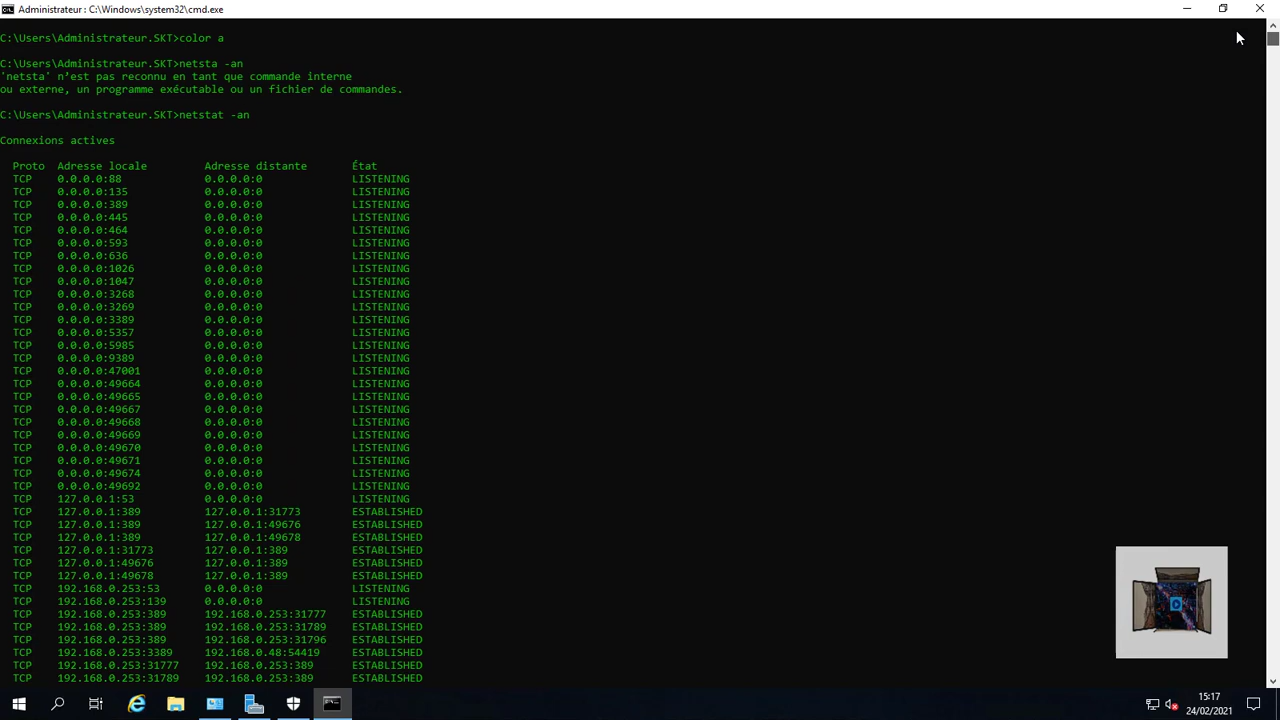 Administrateur : C:\Windows\system32\cmd.exe
C:\Users\Administrateur.SKT>color a
C:\Users\Administrateur.SKT>netsta -an
'netsta' n’est pas reconnu en tant que commande interne
ou externe, un programme exécutable ou un fichier de commandes.
C:\Users\Administrateur.SKT>netstat -an
Connexions actives
Proto Adresse locale Adresse distante État
TCP 0.0.0.0:88 0.0.0.0:0 LISTENING
TCP 0.0.0.0:135 0.0.0.0:0 LISTENING
TCP 0.0.0.0:389 0.0.0.0:0 LISTENING
TCP 0.0.0.0:445 0.0.0.0:0 LISTENING
TCP 0.0.0.0:464 0.0.0.0:0 LISTENING
TCP 0.0.0.0:593 0.0.0.0:0 LISTENING
TCP 0.0.0.0:636 0.0.0.0:0 LISTENING
TCP 0.0.0.0:1026 0.0.0.0:0 LISTENING
TCP 0.0.0.0:1047 0.0.0.0:0 LISTENING
TCP 0.0.0.0:3268 0.0.0.0:0 LISTENING
TCP 0.0.0.0:3269 0.0.0.0:0 LISTENING
TCP 0.0.0.0:3389 0.0.0.0:0 LISTENING
TCP 0.0.0.0:5357 0.0.0.0:0 LISTENING
TCP 0.0.0.0:5985 0.0.0.0:0 LISTENING
TCP 0.0.0.0:9389 0.0.0.0:0 LISTENING
TCP 0.0.0.0:47001 0.0.0.0:0 LISTENING
TCP 0.0.0.0:49664 0.0.0.0:0 LISTENING
TCP 0.0.0.0:49665 0.0.0.0:0 LISTENING
TCP 0.0.0.0:49667 0.0.0.0:0 LISTENING
TCP 0.0.0.0:49668 0.0.0.0:0 LISTENING
TCP 0.0.0.0:49669 0.0.0.0:0 LISTENING
TCP 0.0.0.0:49670 0.0.0.0:0 LISTENING
TCP 0.0.0.0:49671 0.0.0.0:0 LISTENING
TCP 0.0.0.0:49674 0.0.0.0:0 LISTENING
TCP 0.0.0.0:49692 0.0.0.0:0 LISTENING
TCP 127.0.0.1:53 0.0.0.0:0 LISTENING
TCP 127.0.0.1:389 127.0.0.1:31773 ESTABLISHED
TCP 127.0.0.1:389 127.0.0.1:49676 ESTABLISHED
TCP 127.0.0.1:389 127.0.0.1:49678 ESTABLISHED
TCP 127.0.0.1:31773 127.0.0.1:389 ESTABLISHED
TCP 127.0.0.1:49676 127.0.0.1:389 ESTABLISHED
TCP 127.0.0.1:49678 127.0.0.1:389 ESTABLISHED
TCP 192.168.0.253:53 0.0.0.0:0 LISTENING
TCP 192.168.0.253:139 0.0.0.0:0 LISTENING
TCP 192.168.0.253:389 192.168.0.253:31777 ESTABLISHED
TCP 192.168.0.253:389 192.168.0.253:31789 ESTABLISHED
TCP 192.168.0.253:389 192.168.0.253:31796 ESTABLISHED
TCP 192.168.0.253:3389 192.168.0.48:54419 ESTABLISHED
TCP 192.168.0.253:31777 192.168.0.253:389 ESTABLISHED
TCP 192.168.0.253:31789 192.168.0.253:389 ESTABLISHED
15:17
24/02/2021